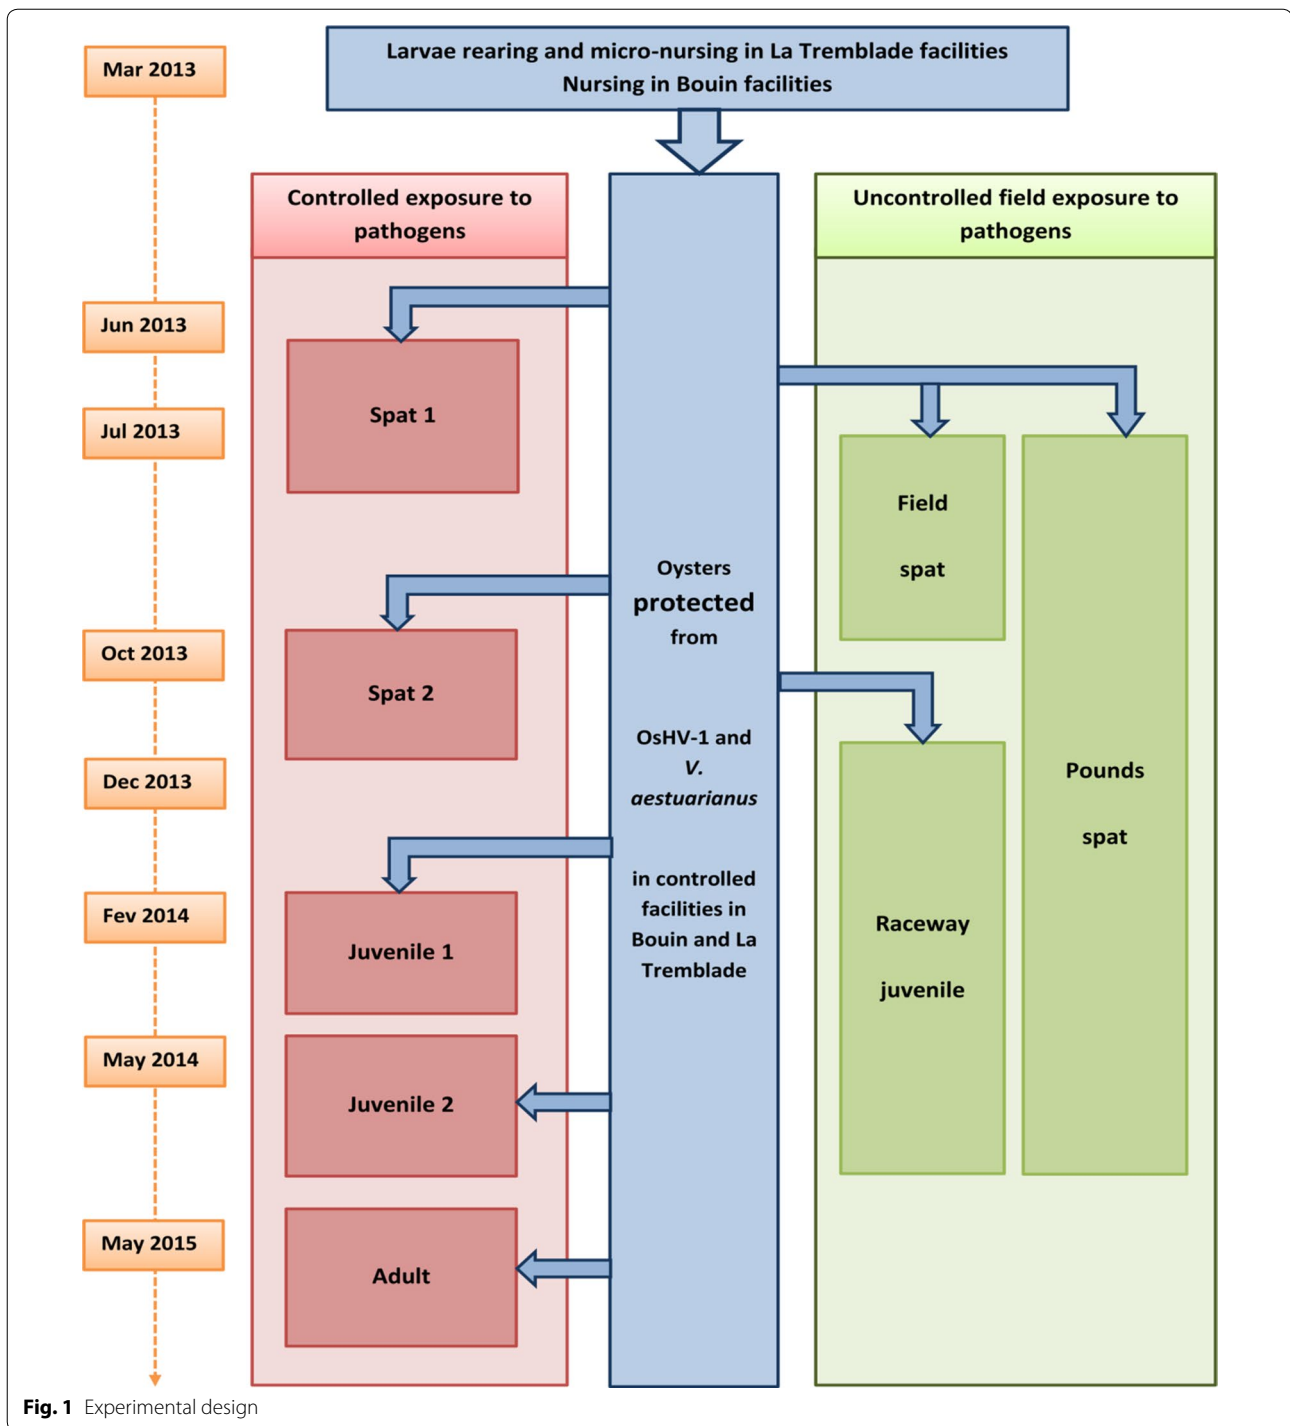 Larvae rearing and micro-nursing in La Tremblade facilities
Nursing in Bouin facilities
Mar 2013
Jun 2013
Jul 2013
Oct 2013
Dec 2013
Fev 2014
May 2014
May 2015
Controlled exposure to
pathogens
Spat 1
Spat 2
Juvenile 1
Juvenile 2
Adult
Oysters
protected
from
OsHV-1 and
V.
aestuarianus
in controlled
facilities in
Bouin and La
Tremblade
Uncontrolled field exposure to
pathogens
Field
spat
Raceway
juvenile
Pounds
spat
Fig. 1 Experimental design